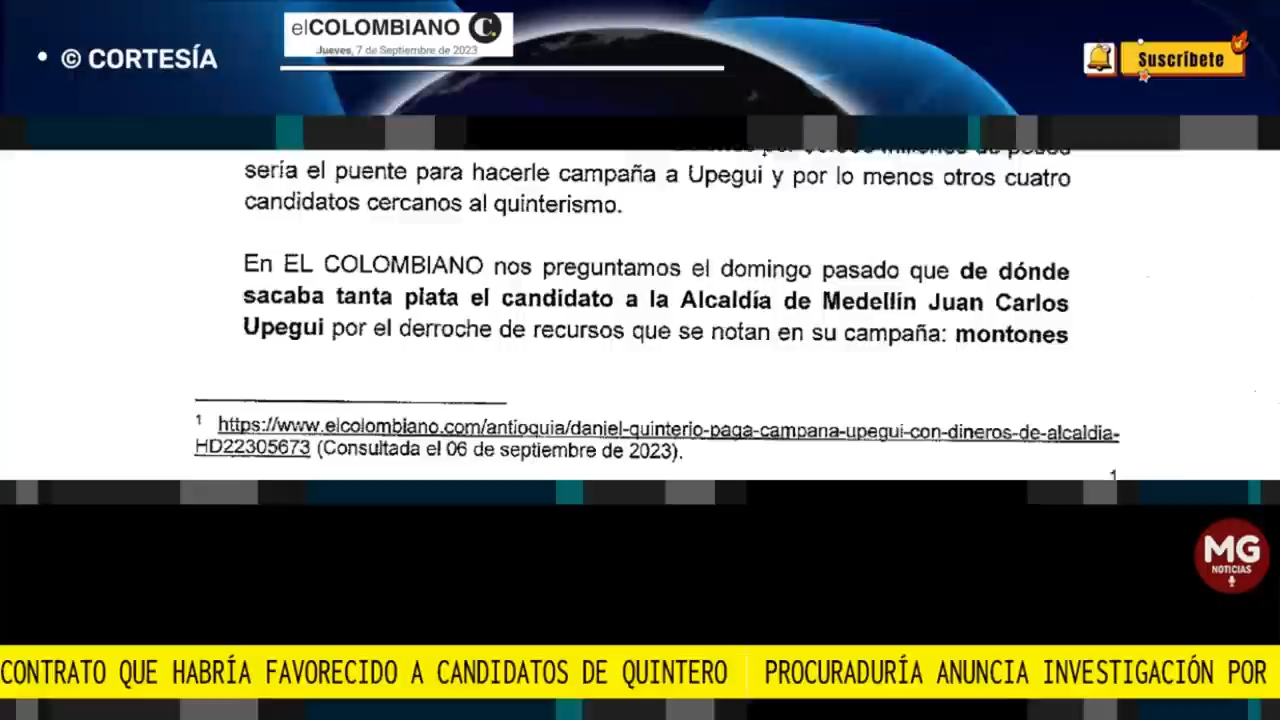 • © CORTESÍA
elCOLOMBIANO C.
Jueves, 7 de Septiembre de 2023
Suscríbete
sería el puente para hacerle campaña a Upegui y por lo menos otros cuatro
candidatos cercanos al quinterismo.
En EL COLOMBIANO nos preguntamos el domingo pasado que de dónde
sacaba tanta plata el candidato a la Alcaldía de Medellín Juan Carlos
Upegui por el derroche de recursos que se notan en su campaña: montones
1 https://www.elcolombiano.com/antioquia/daniel-quinterio-paga-campana-upegui-con-dineros-de-alcaldia-
HD22305673 (Consultada el 06 de septiembre de 2023).
1
MG
NOTICIAS
CONTRATO QUE HABRÍA FAVORECIDO A CANDIDATOS DE QUINTERO PROCURADURÍA ANUNCIA INVESTIGACIÓN POR